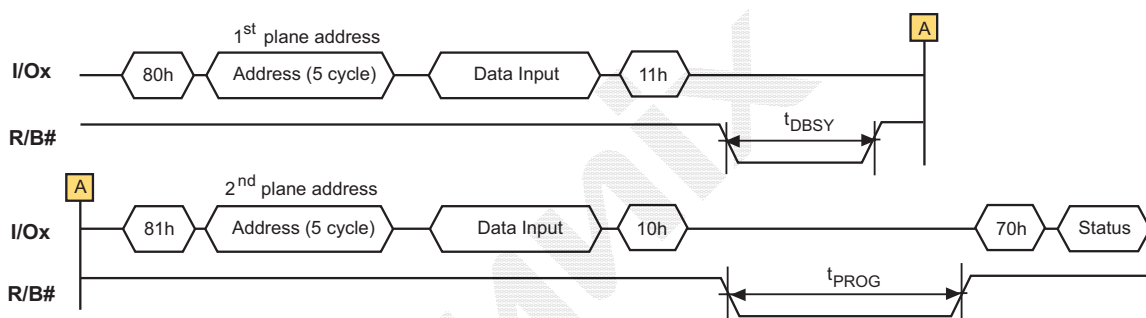 1st plane address
A
I/Ox 80h Address (5 cycle) Data Input 11h
R/B# tDBSY
A
2nd plane address
I/Ox 81h Address (5 cycle) Data Input 10h 70h Status
R/B# tPROG